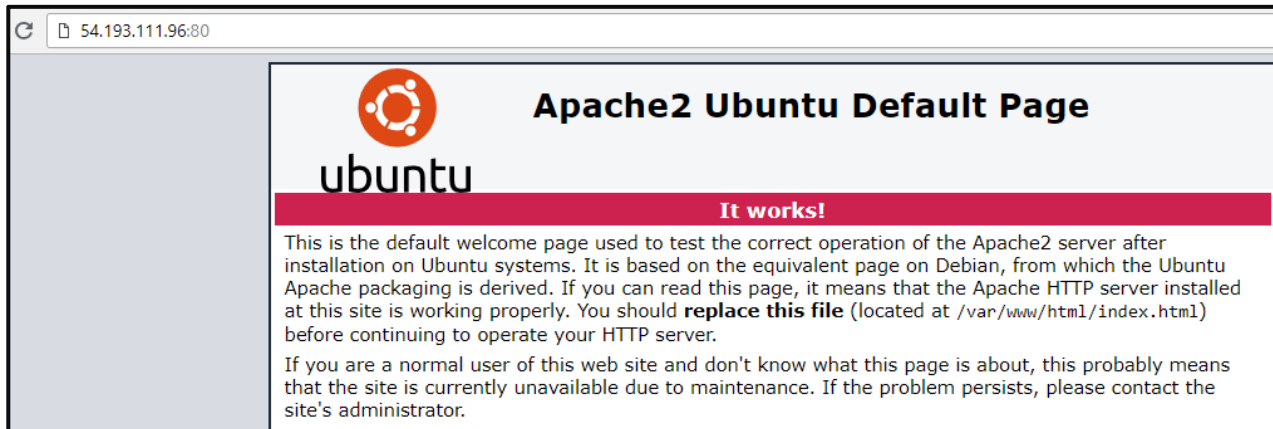 54.193.111.96:80
Apache2 Ubuntu Default Page
ubuntu
It works!
This is the default welcome page used to test the correct operation of the Apache2 server after
installation on Ubuntu systems. It is based on the equivalent page on Debian, from which the Ubuntu
Apache packaging is derived. If you can read this page, it means that the Apache HTTP server installed
at this site is working properly. You should replace this file (located at /var/www/html/index.html)
before continuing to operate your HTTP server.
If you are a normal user of this web site and don't know what this page is about, this probably means
that the site is currently unavailable due to maintenance. If the problem persists, please contact the
site's administrator.